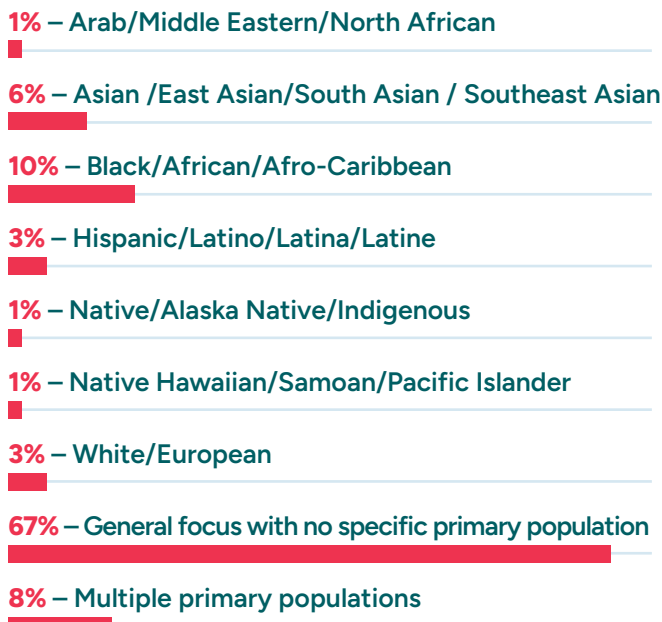 1% – Arab/Middle Eastern/North African
6% – Asian /East Asian/South Asian / Southeast Asian
10% – Black/African/Afro-Caribbean
3% – Hispanic/Latino/Latina/Latine
1% – Native/Alaska Native/Indigenous
1% – Native Hawaiian/Samoan/Pacific Islander
3% – White/European
67% – General focus with no specific primary population
8% – Multiple primary populations